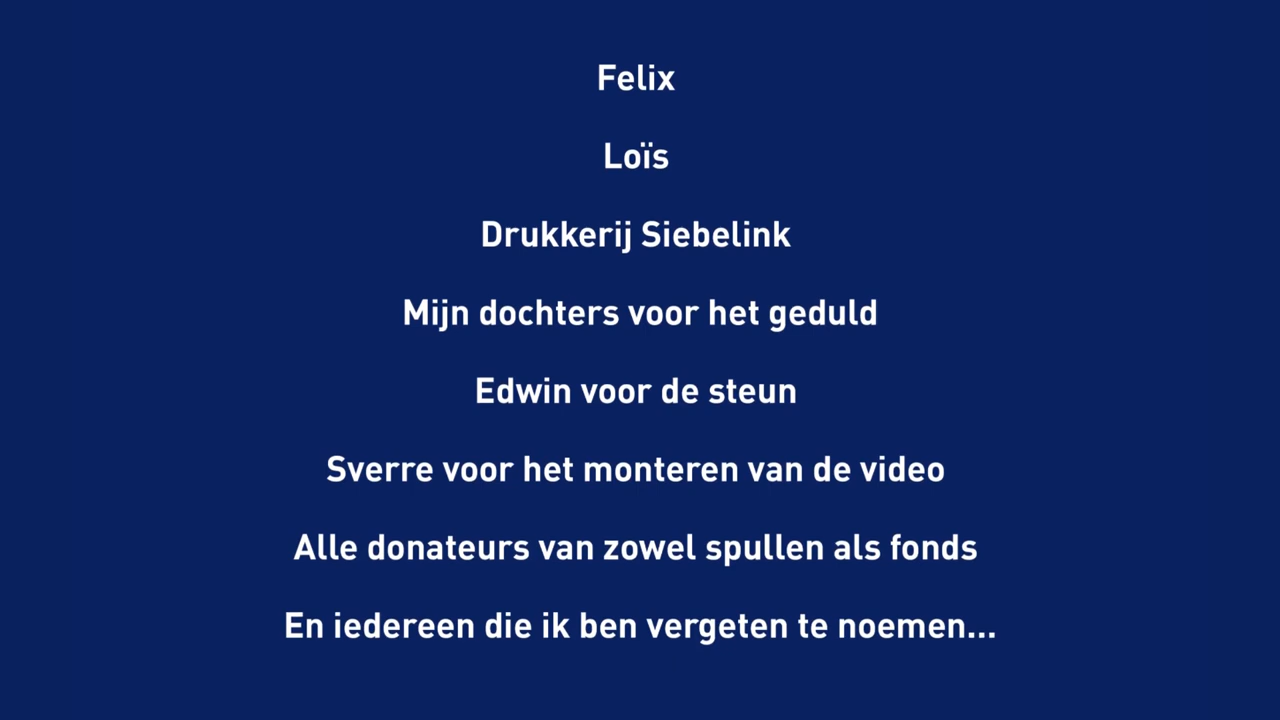 Felix
Loïs
Drukkerij Siebelink
Mijn dochters voor het geduld
Edwin voor de steun
Sverre voor het monteren van de video
Alle donateurs van zowel spullen als fonds
En iedereen die ik ben vergeten te noemen...